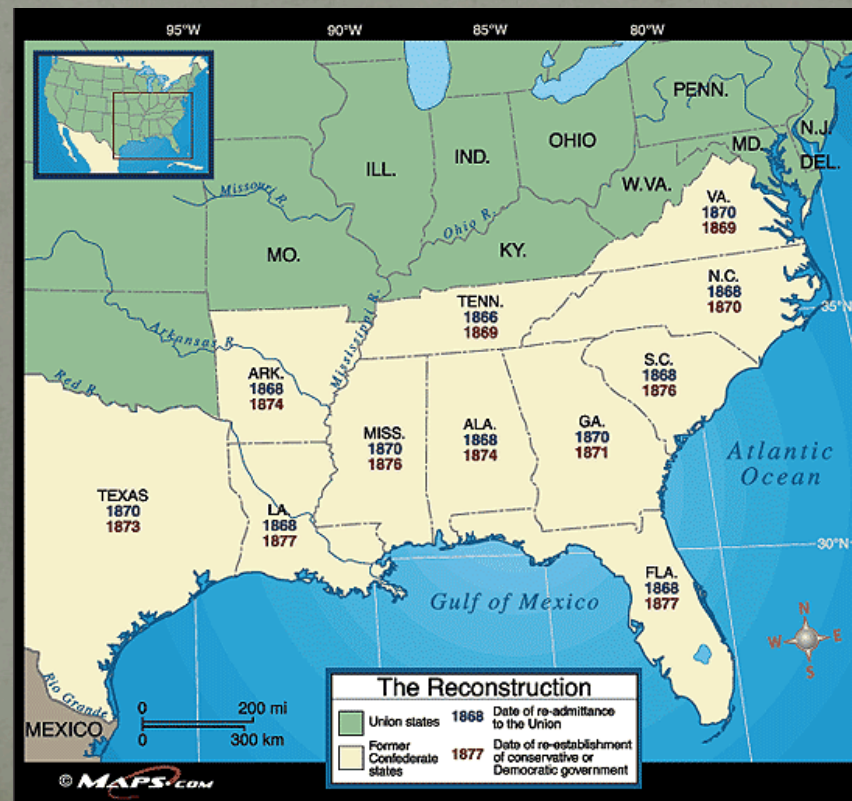 95°W 90°W 85°W 80°W
PENN.
N.J.
OHIO
MD.
IND.
DEL.
ILL.
W.VA.
Missouri R.
VA.
1870
1869
Ohio R.
KY.
MO.
N.C.
1868
1870
TENN.
1866
1869
35°N
Mississippi R.
Arkansas R.
S.C.
1868
1876
ARK.
1868
1874
Red R.
GA.
1870
1871
ALA.
1868
1874
MISS.
1870
1876
Atlantic
Ocean
TEXAS
1870
1873
LA.
1868
1877
30°N
FLA.
1868
1877
Gulf of Mexico
N
W E
S
Rio Grande
MEXICO
0 200 mi
0 300 km
The Reconstruction
Union states
1868 Date of re-admittance
to the Union
Former
Confederate
states
1877 Date of re-establishment
of conservative or
Democratic government
© MAPS.COM